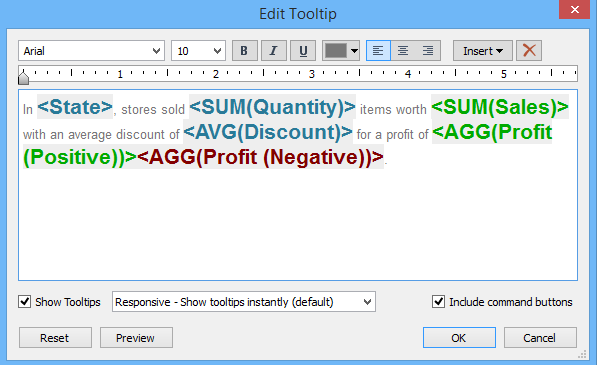 Edit Tooltip
Arial 10 B I U Insert
1 2 3 4 5
In <State>, stores sold <SUM(Quantity)> items worth <SUM(Sales)>
with an average discount of <AVG(Discount)> for a profit of <AGG(Profit
(Positive))><AGG(Profit (Negative))>.
Show Tooltips Responsive - Show tooltips instantly (default) Include command buttons
Reset Preview OK Cancel